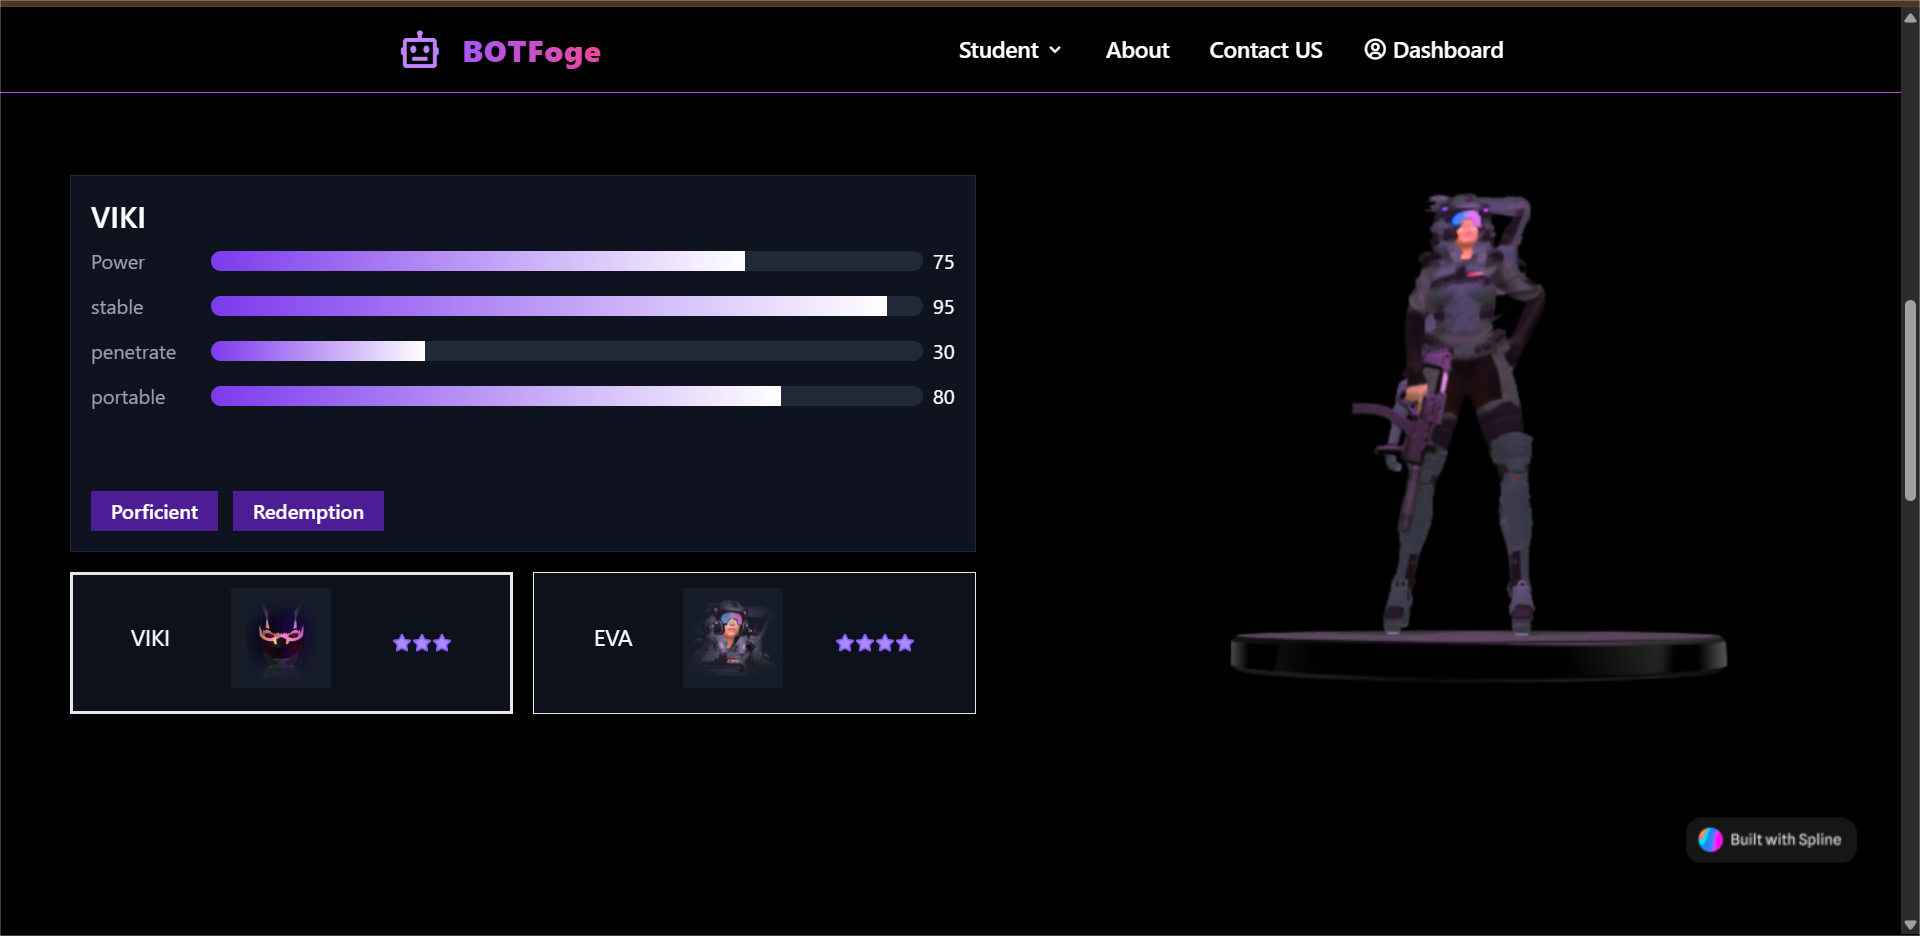 BOTFoge
Student
About
Contact US
Dashboard
VIKI
Power 75
stable 95
penetrate 30
portable 80
Porficient
Redemption
VIKI
EVA
Built with Spline